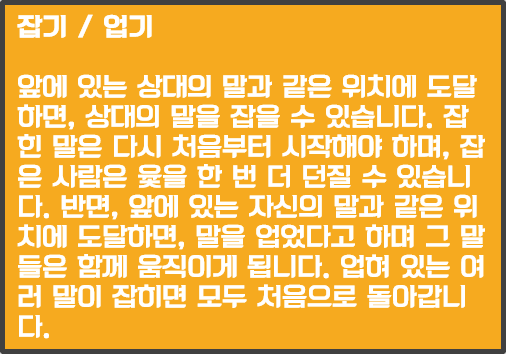 잡기 / 업기
앞에 있는 상대의 말과 같은 위치에 도달
하면, 상대의 말을 잡을 수 있습니다. 잡
힌 말은 다시 처음부터 시작해야 하며, 잡
은 사람은 윷을 한 번 더 던질 수 있습니
다. 반면, 앞에 있는 자신의 말과 같은 위
치에 도달하면, 말을 업었다고 하며 그 말
들은 함께 움직이게 됩니다. 업혀 있는 여
러 말이 잡히면 모두 처음으로 돌아갑니
다.